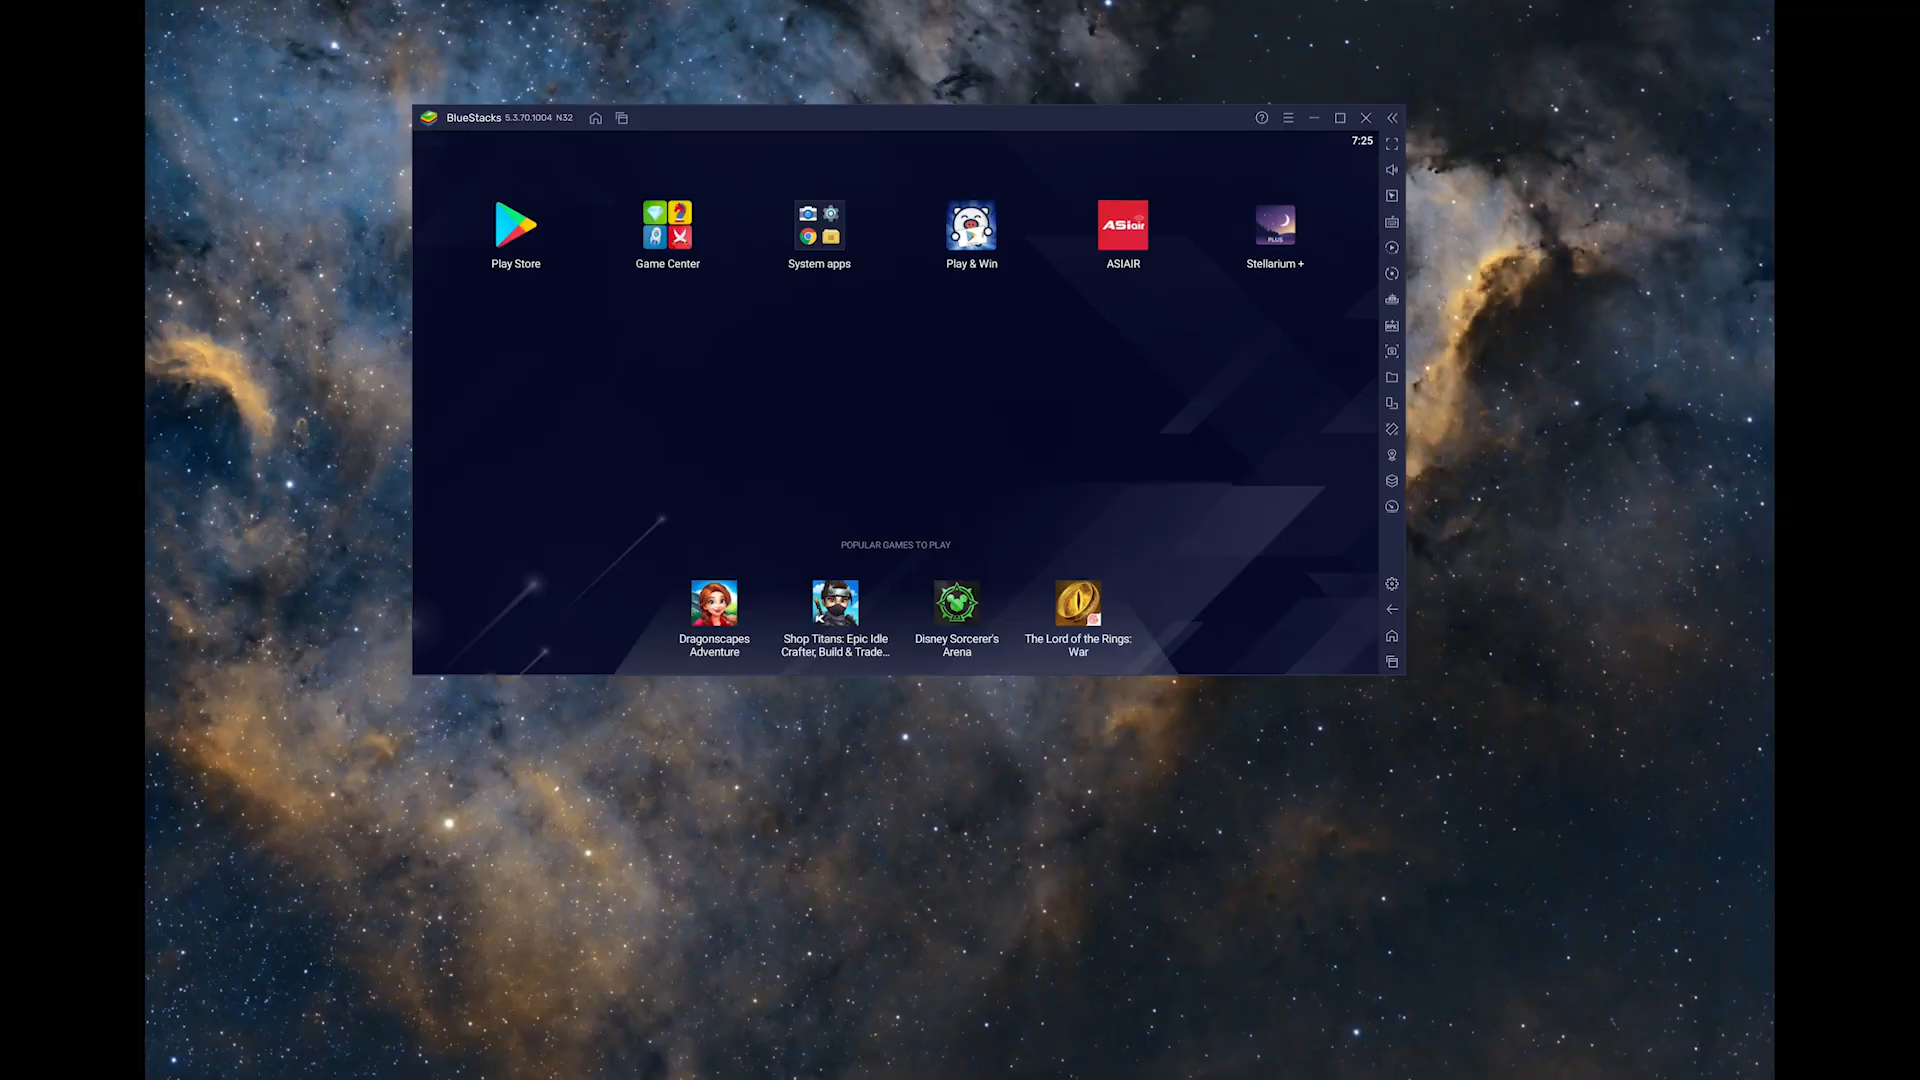 BlueStacks 5.3.70.1004 N32
7:25
ASIair
PLUS
Play Store
Game Center
System apps
Play & Win
ASIAIR
Stellarium +
POPULAR GAMES TO PLAY
K
Dragonscapes
Adventure
Shop Titans: Epic Idle
Crafter, Build & Trade...
Disney Sorcerer's
Arena
The Lord of the Rings:
War